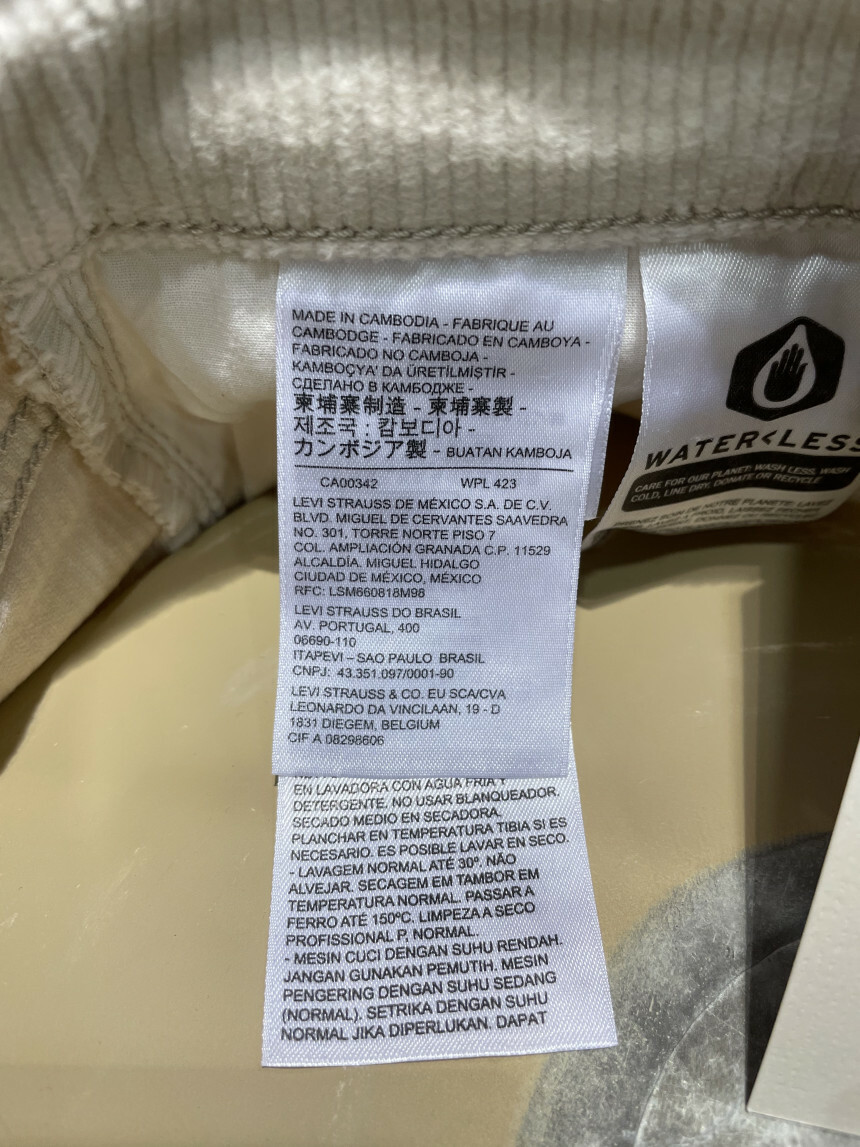 MADE IN CAMBODIA - FABRIQUE AU
CAMBODGE - FABRICADO EN CAMBOYA -
FABRICADO NO CAMBOJA -
KAMBOÇYA' DA ÜRETİLMİŞTİR -
СДЕЛАНО В КАМБОДЖЕ -
柬埔寨制造 - 柬埔寨製 -
제조국 : 캄보디아 -
カンボジア製 - BUATAN KAMBOJA
CA00342 WPL 423
LEVI STRAUSS DE MÉXICO S.A. DE C.V.
BLVD. MIGUEL DE CERVANTES SAAVEDRA
NO. 301, TORRE NORTE PISO 7
COL. AMPLIACIÓN GRANADA C.P. 11529
ALCALDÍA. MIGUEL HIDALGO
CIUDAD DE MÉXICO, MÉXICO
RFC: LSM660818M98
LEVI STRAUSS DO BRASIL
AV. PORTUGAL, 400
06690-110
ITAPEVI – SAO PAULO BRASIL
CNPJ: 43.351.097/0001-90
LEVI STRAUSS & CO. EU SCA/CVA
LEONARDO DA VINCILAAN, 19 - D
1831 DIEGEM, BELGIUM
CIF A 08298606
EN LAVADORA CON AGUA FRIA Y
DETERGENTE. NO USAR BLANQUEADOR.
SECADO MEDIO EN SECADORA.
PLANCHAR EN TEMPERATURA TIBIA SI ES
NECESARIO. ES POSIBLE LAVAR EN SECO.
- LAVAGEM NORMAL ATÉ 30º. NÃO
ALVEJAR. SECAGEM EM TAMBOR EM
TEMPERATURA NORMAL. PASSAR A
FERRO ATÉ 150ºC. LIMPEZA A SECO
PROFISSIONAL P, NORMAL.
- MESIN CUCI DENGAN SUHU RENDAH.
JANGAN GUNAKAN PEMUTIH. MESIN
PENGERING DENGAN SUHU SEDANG
(NORMAL). SETRIKA DENGAN SUHU
NORMAL JIKA DIPERLUKAN. DAPAT
WATER<LESS
CARE FOR OUR PLANET: WASH LESS, WASH
COLD, LINE DRY, DONATE OR RECYCLE